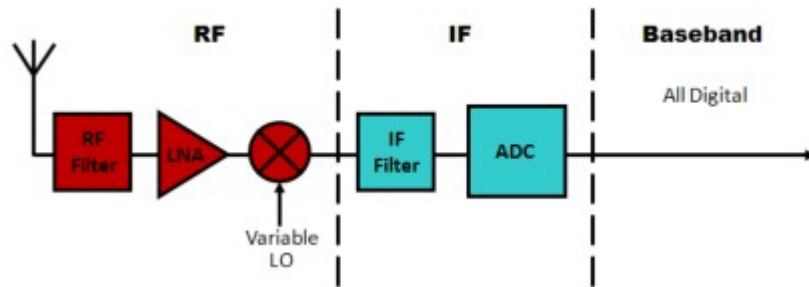 RF
IF
Baseband
All Digital
RF
Filter
LNA
IF
Filter
ADC
Variable
LO